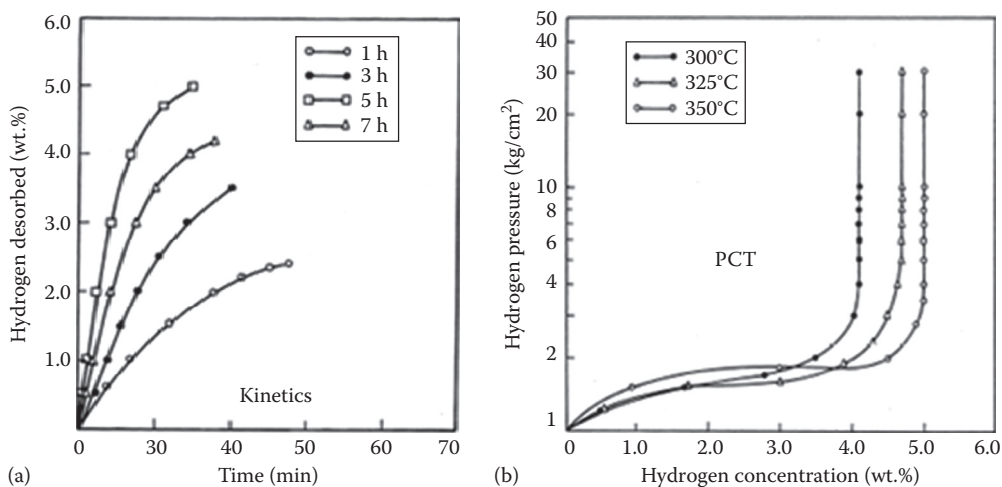 6.0
5.0
4.0
3.0
2.0
1.0
0
Hydrogen desorbed (wt.%)
1 h
3 h
5 h
7 h
Kinetics
0 30 40 60 70
Time (min)
(a)
50
40
30
20
10
8
6
4
2
1
Hydrogen pressure (kg/cm²)
300°C
325°C
350°C
PCT
0 1.0 2.0 3.0 4.0 5.0 6.0
Hydrogen concentration (wt.%)
(b)